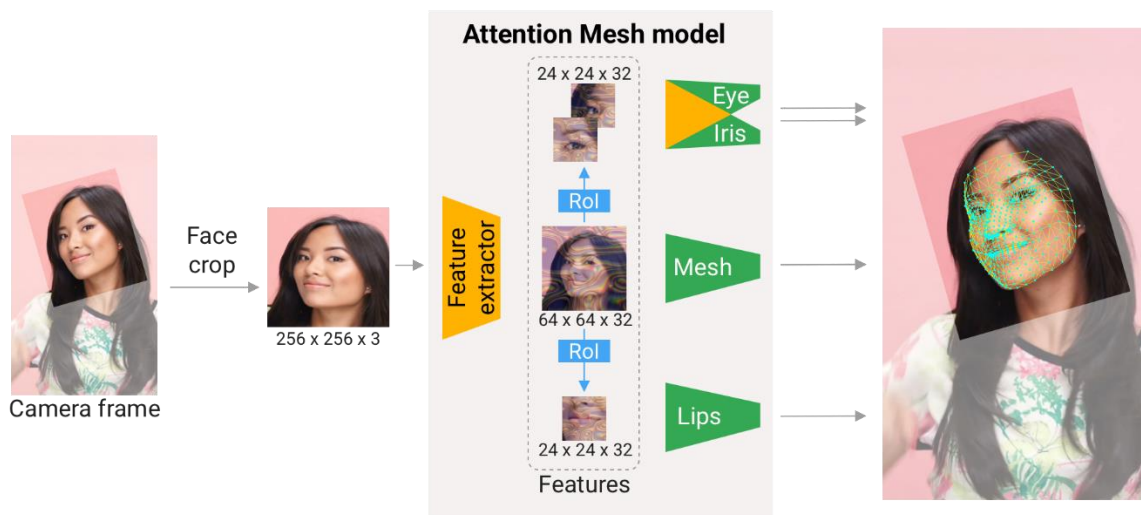 Attention Mesh model
24 x 24 x 32
Eye
Iris
RoI
Face
crop
Feature
extractor
Mesh
256 x 256 x 3
64 x 64 x 32
RoI
Camera frame
Lips
24 x 24 x 32
Features